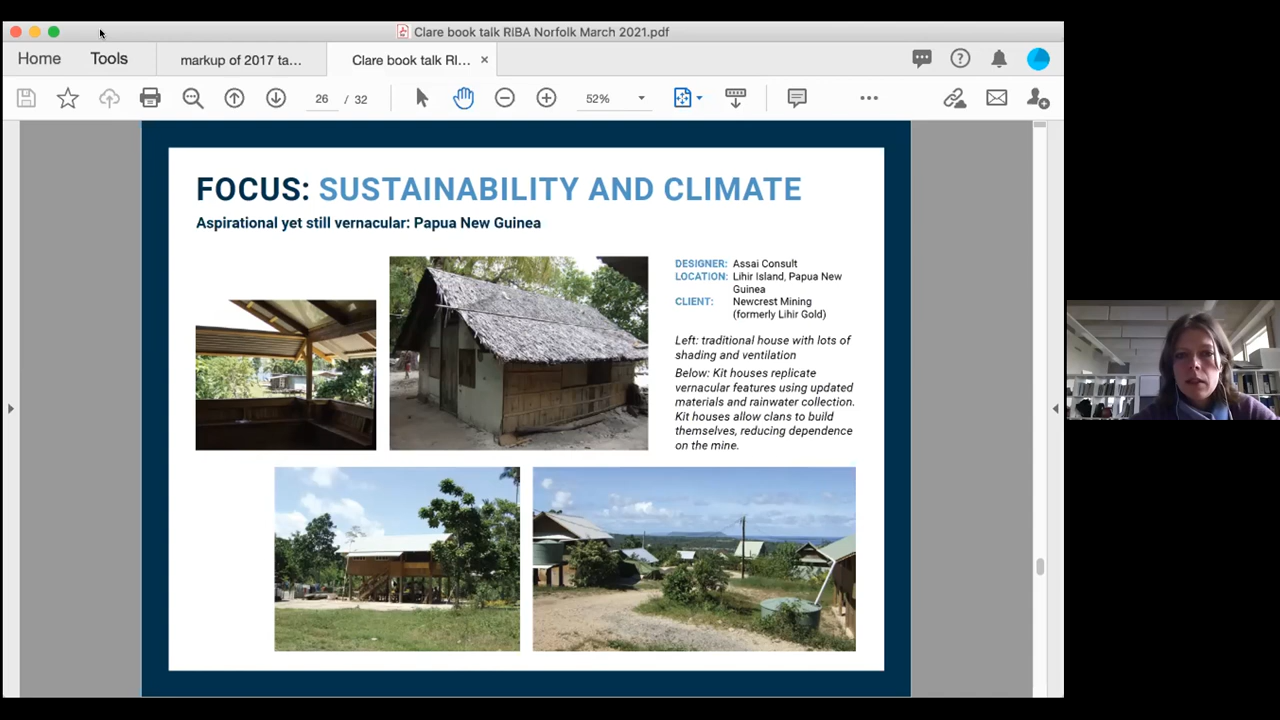 Clare book talk RIBA Norfolk March 2021.pdf
Home
Tools
markup of 2017 ta...
Clare book talk RI...
26 / 32
52%
FOCUS: SUSTAINABILITY AND CLIMATE
Aspirational yet still vernacular: Papua New Guinea
DESIGNER: Assai Consult
LOCATION: Lihir Island, Papua New
Guinea
CLIENT: Newcrest Mining
(formerly Lihir Gold)
Left: traditional house with lots of
shading and ventilation
Below: Kit houses replicate
vernacular features using updated
materials and rainwater collection.
Kit houses allow clans to build
themselves, reducing dependence
on the mine.